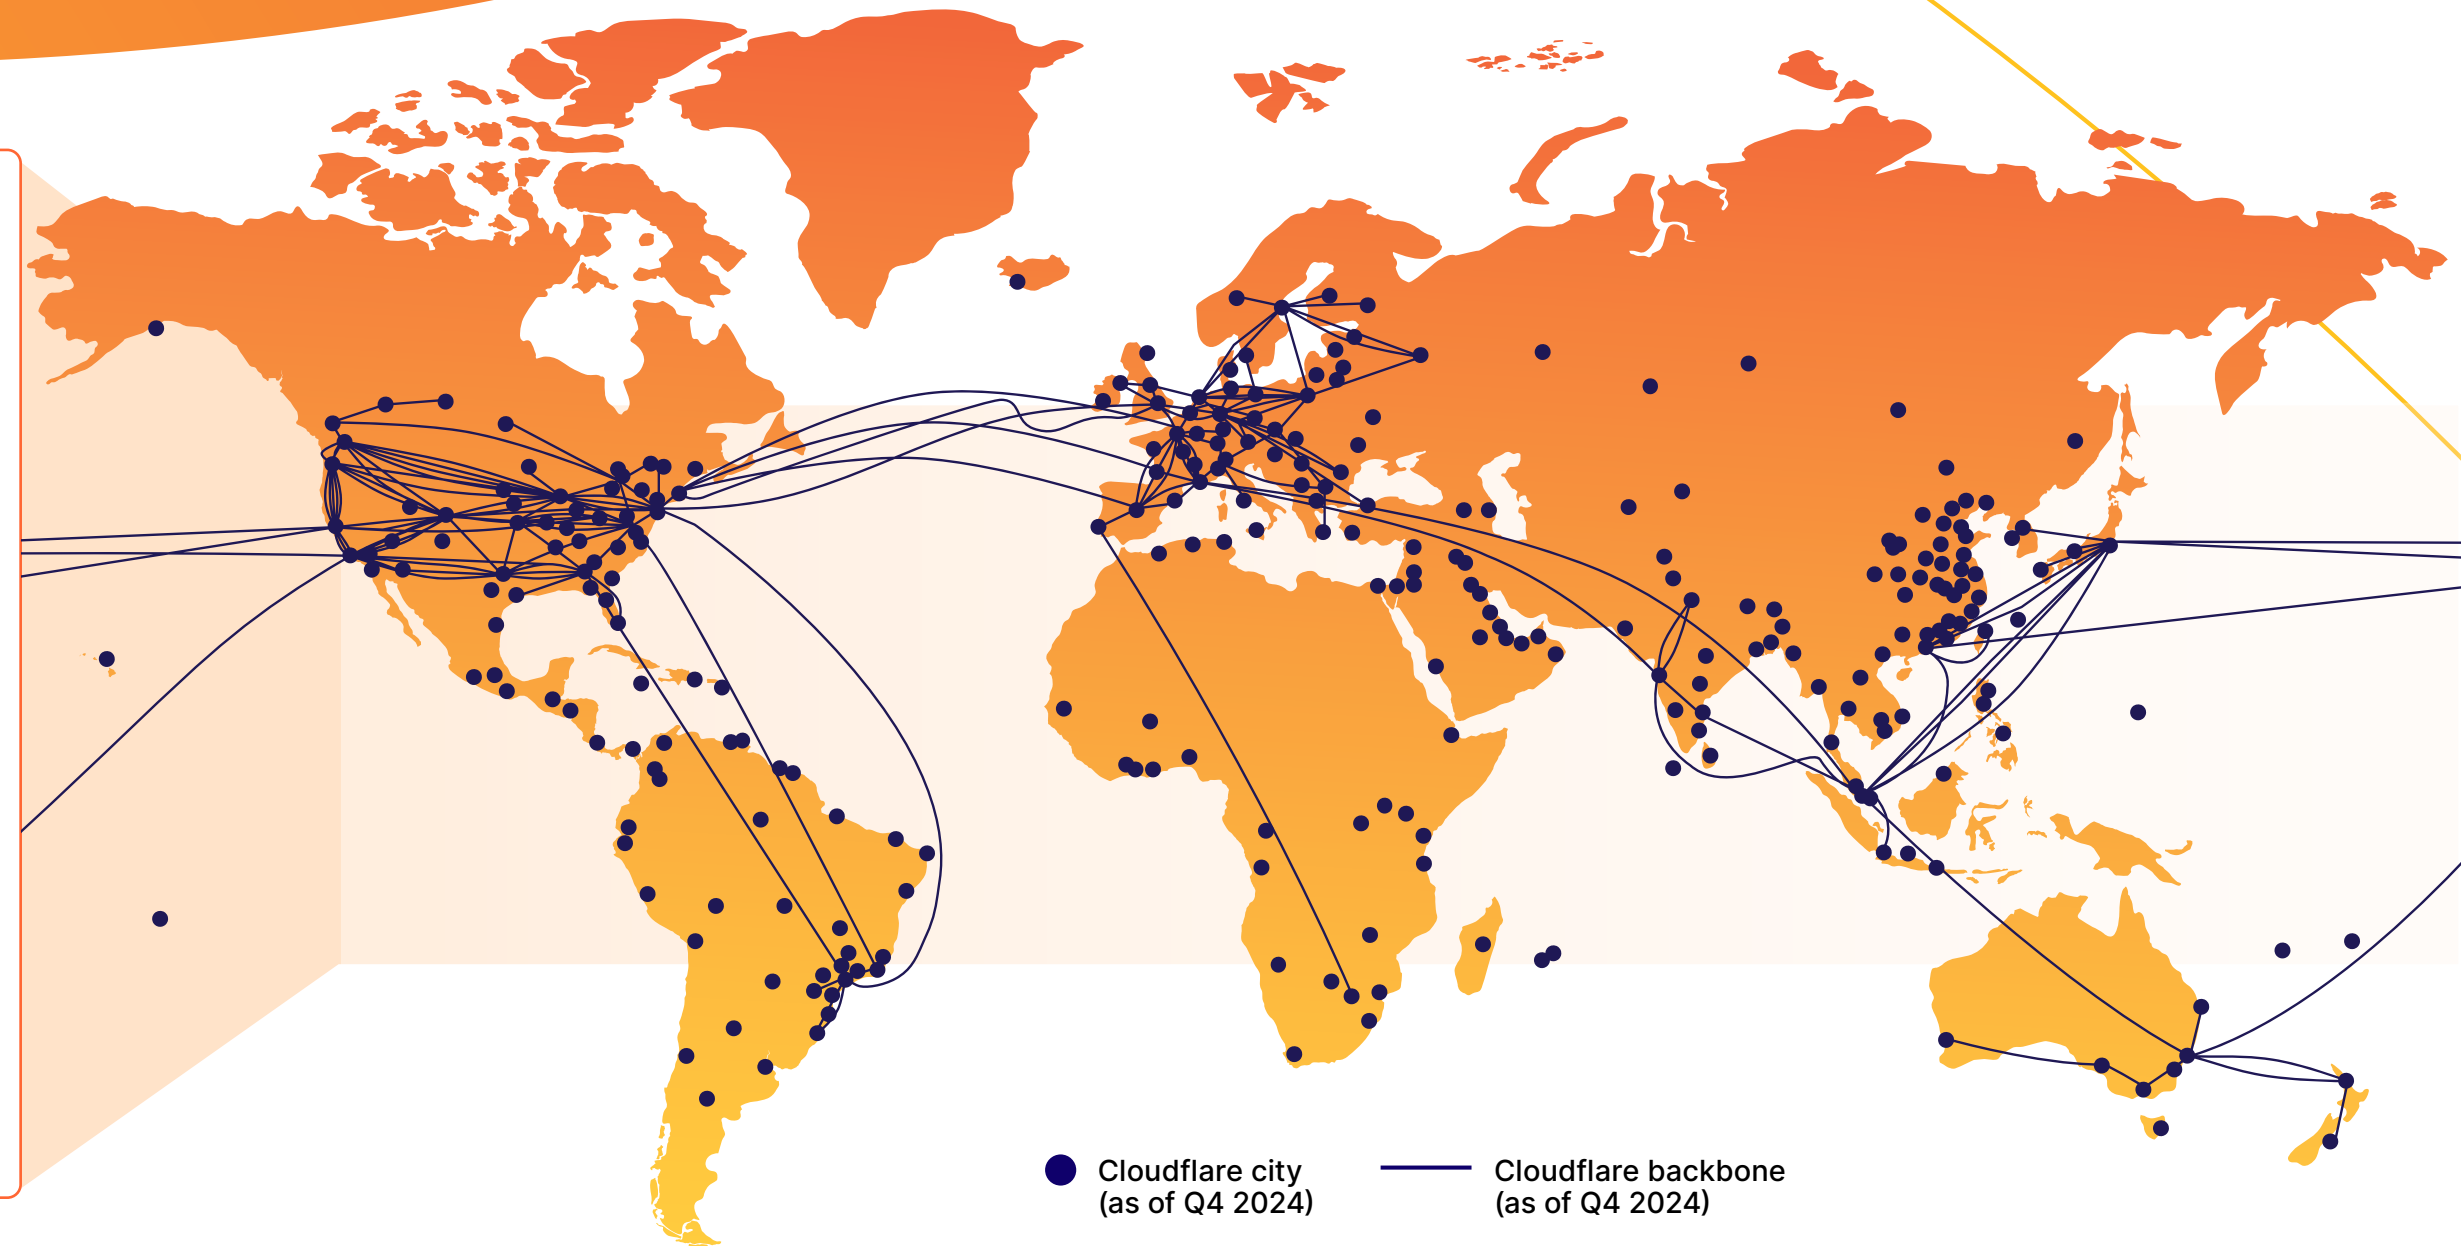 Cloudflare city
(as of Q4 2024)
Cloudflare backbone
(as of Q4 2024)